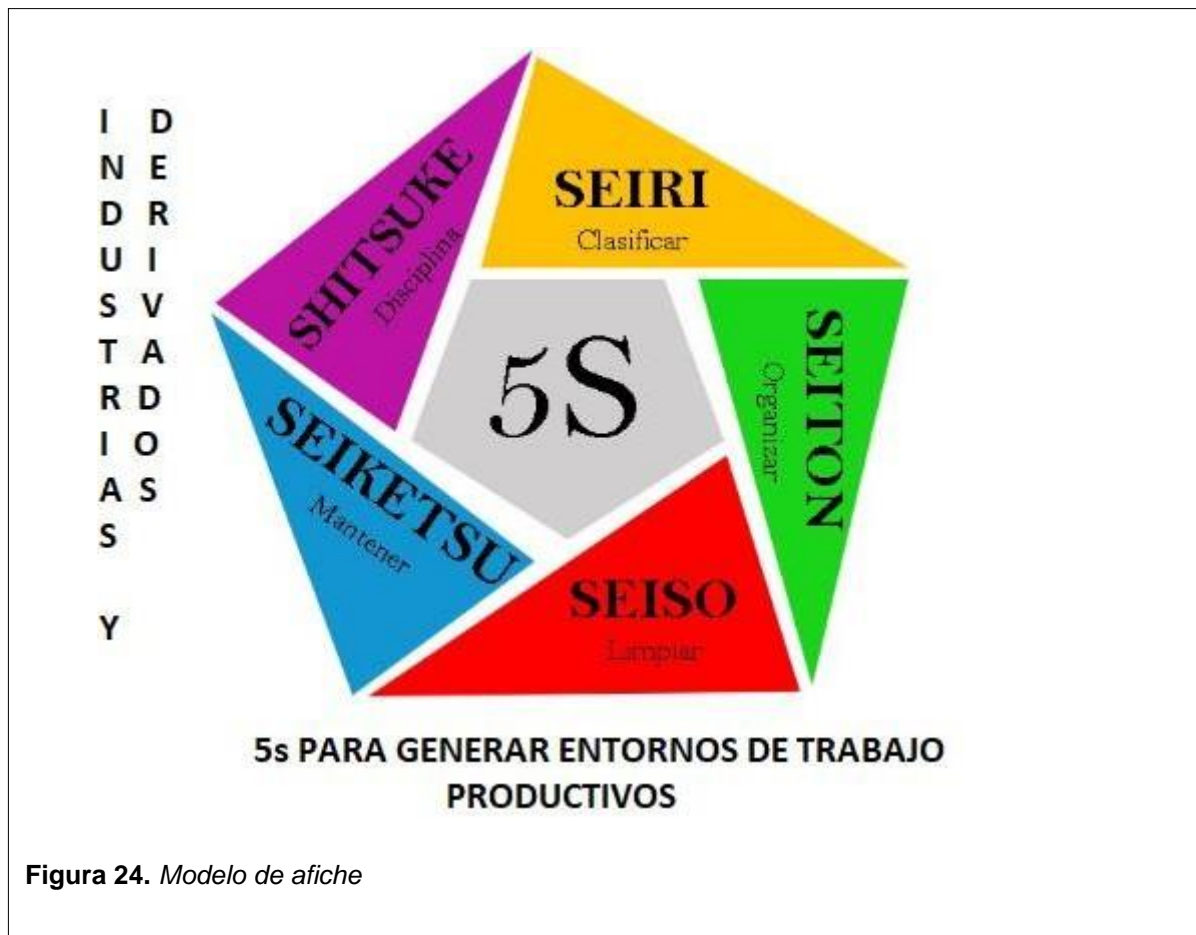 INDUSTRIAS Y
DERIVADOS
SHITSUKE
Disciplina
SEIRI
Clasificar
SEITON
Organizar
5S
SEIKETSU
Mantener
SEISO
Limpiar
5s PARA GENERAR ENTORNOS DE TRABAJO
PRODUCTIVOS
Figura 24. Modelo de afiche